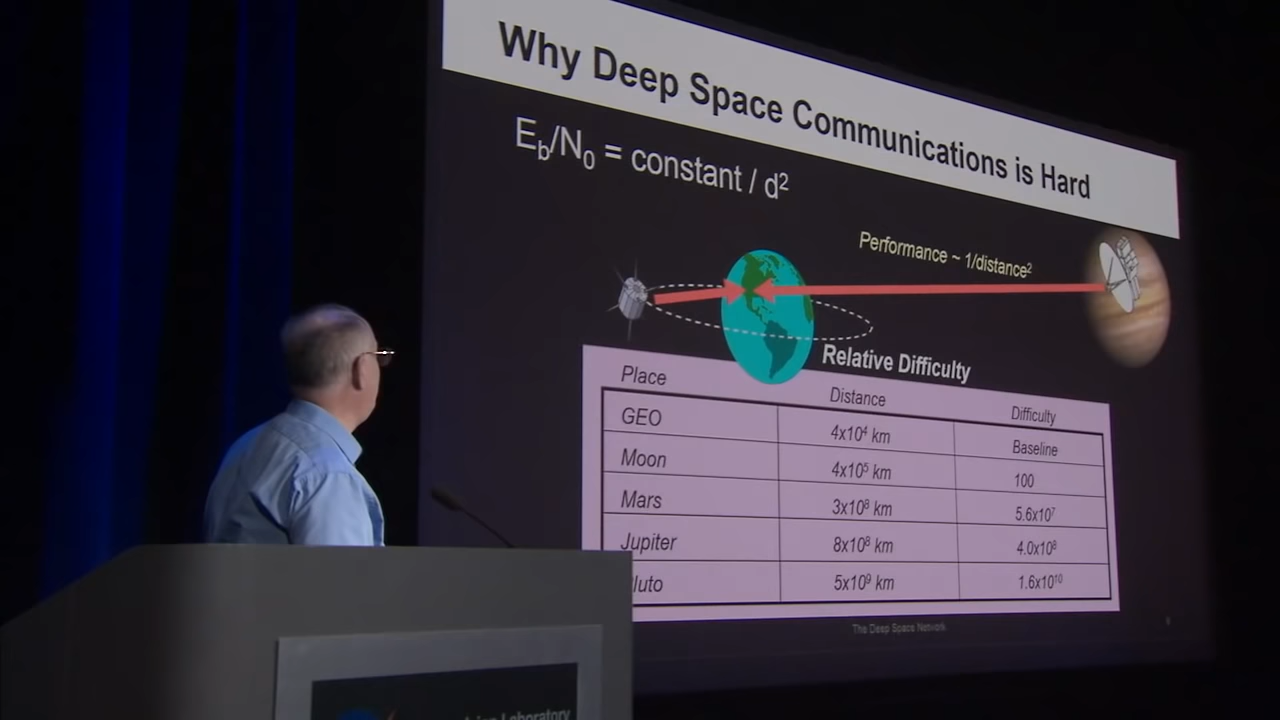 Why Deep Space Communications is Hard
Eb/N0 = constant / d²
Performance ~ 1/distance²
Relative Difficulty
Place Distance Difficulty
GEO 4x10⁴ km Baseline
Moon 4x10⁵ km 100
Mars 3x10⁸ km 5.6x10⁷
Jupiter 8x10⁸ km 4.0x10⁸
luto 5x10⁹ km 1.6x10¹⁰
The Deep Space Network
Laboratory